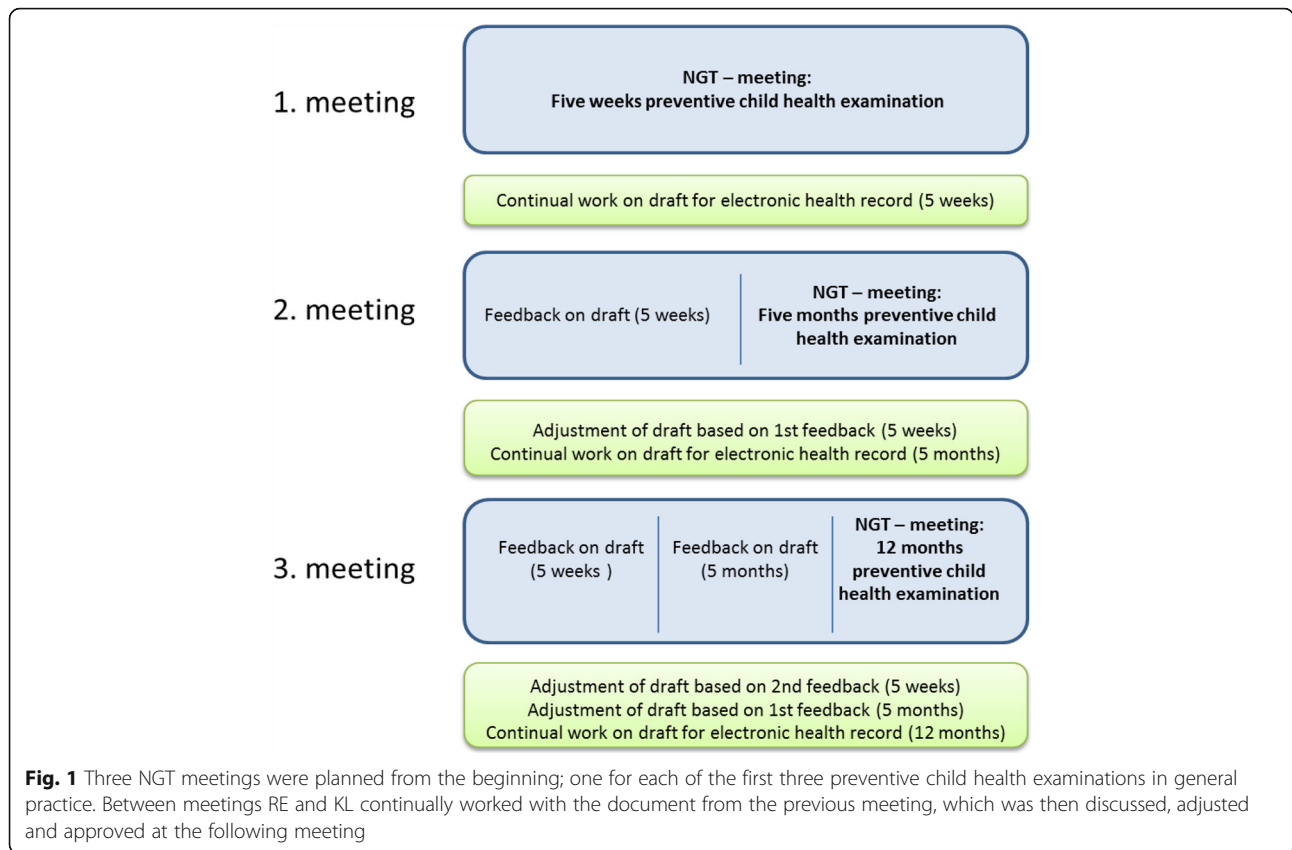 1. meeting
NGT – meeting:
Five weeks preventive child health examination
Continual work on draft for electronic health record (5 weeks)
2. meeting
Feedback on draft (5 weeks)
NGT – meeting:
Five months preventive child
health examination
Adjustment of draft based on 1st feedback (5 weeks)
Continual work on draft for electronic health record (5 months)
3. meeting
Feedback on draft
(5 weeks )
Feedback on draft
(5 months)
NGT – meeting:
12 months
preventive child
health examination
Adjustment of draft based on 2nd feedback (5 weeks)
Adjustment of draft based on 1st feedback (5 months)
Continual work on draft for electronic health record (12 months)
Fig. 1 Three NGT meetings were planned from the beginning; one for each of the first three preventive child health examinations in general
practice. Between meetings RE and KL continually worked with the document from the previous meeting, which was then discussed, adjusted
and approved at the following meeting